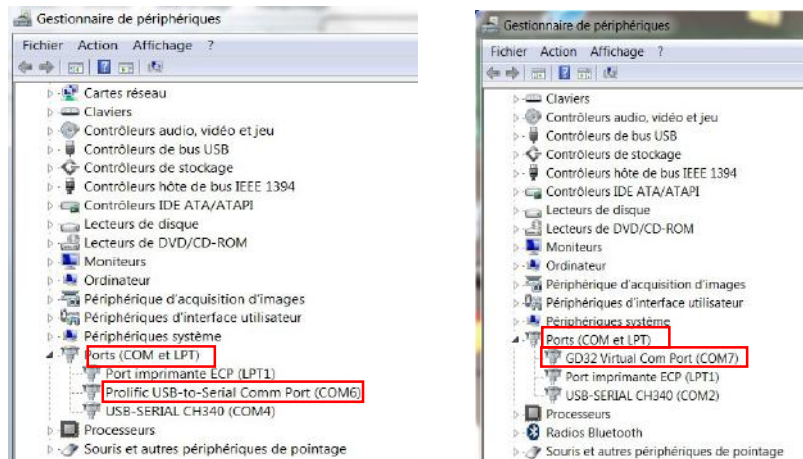 Gestionnaire de périphériques
Fichier Action Affichage ?
Cartes réseau
Claviers
Contrôleurs audio, vidéo et jeu
Contrôleurs de bus USB
Contrôleurs de stockage
Contrôleurs hôte de bus IEEE 1394
Contrôleurs IDE ATA/ATAPI
Lecteurs de disque
Lecteurs de DVD/CD-ROM
Moniteurs
Ordinateur
Périphérique d'acquisition d'images
Périphériques d'interface utilisateur
Périphériques système
Ports (COM et LPT)
Port imprimante ECP (LPT1)
Prolific USB-to-Serial Comm Port (COM6)
USB-SERIAL CH340 (COM4)
Processeurs
Souris et autres périphériques de pointage
Gestionnaire de périphériques
Fichier Action Affichage ?
Claviers
Contrôleurs audio, vidéo et jeu
Contrôleurs de bus USB
Contrôleurs de stockage
Contrôleurs hôte de bus IEEE 1394
Contrôleurs IDE ATA/ATAPI
Lecteurs de disque
Lecteurs de DVD/CD-ROM
Moniteurs
Ordinateur
Périphérique d'acquisition d'images
Périphériques d'interface utilisateur
Périphériques système
Ports (COM et LPT)
GD32 Virtual Com Port (COM7)
Port imprimante ECP (LPT1)
USB-SERIAL CH340 (COM2)
Processeurs
Radios Bluetooth
Souris et autres périphériques de pointage